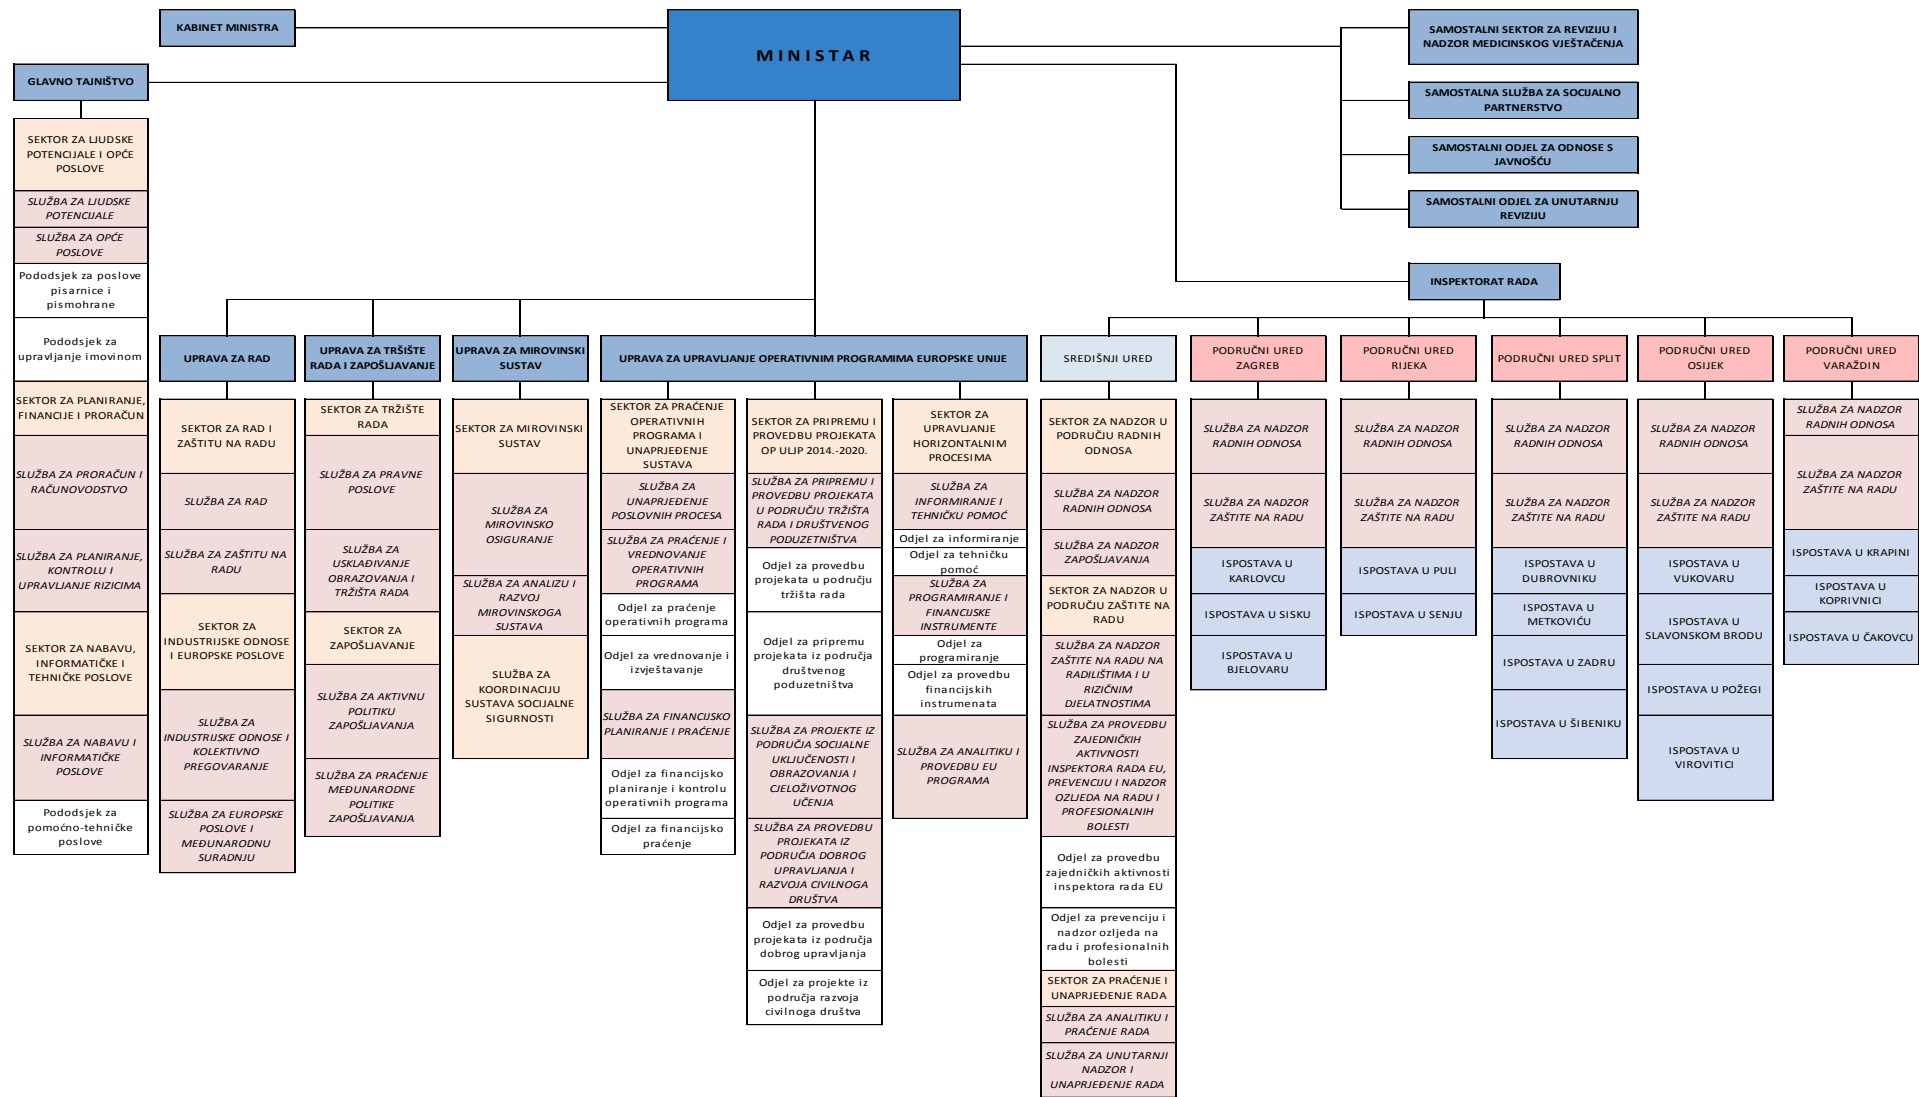 KABINET MINISTRA
M I N I S T A R
SAMOSTALNI SEKTOR ZA REVIZIJU I
NADZOR MEDICINSKOG VJEŠTAČENJA
GLAVNO TAJNIŠTVO
SAMOSTALNA SLUŽBA ZA SOCIJALNO
PARTNERSTVO
SAMOSTALNI ODJEL ZA ODNOSE S
JAVNOŠĆU
SAMOSTALNI ODJEL ZA UNUTARNJU
REVIZIJU
INSPEKTORAT RADA
SEKTOR ZA LJUDSKE
POTENCIJALE I OPĆE
POSLOVE
SLUŽBA ZA LJUDSKE
POTENCIJALE
SLUŽBA ZA OPĆE
POSLOVE
Pododsjek za poslove
pisarnice i
pismohrane
Pododsjek za
upravljanje imovinom
SEKTOR ZA PLANIRANJE,
FINANCIJE I PRORAČUN
SLUŽBA ZA PRORAČUN I
RAČUNOVODSTVO
SLUŽBA ZA PLANIRANJE,
KONTROLU I
UPRAVLJANJE RIZICIMA
SEKTOR ZA NABAVU,
INFORMATIČKE I
TEHNIČKE POSLOVE
SLUŽBA ZA NABAVU I
INFORMATIČKE
POSLOVE
Pododsjek za
pomoćno-tehničke
poslove
UPRAVA ZA RAD
SEKTOR ZA RAD I
ZAŠTITU NA RADU
SLUŽBA ZA RAD
SLUŽBA ZA ZAŠTITU NA
RADU
SEKTOR ZA
INDUSTRIJSKE ODNOSE
I EUROPSKE POSLOVE
SLUŽBA ZA
INDUSTRIJSKE ODNOSE I
KOLEKTIVNO
PREGOVARANJE
SLUŽBA ZA EUROPSKE
POSLOVE I
MEĐUNARODNU
SURADNJU
UPRAVA ZA TRŠIŠTE
RADA I ZAPOŠLJAVANJE
SEKTOR ZA TRŽIŠTE
RADA
SLUŽBA ZA PRAVNE
POSLOVE
SLUŽBA ZA
USKLAĐIVANJE
OBRAZOVANJA I
TRŽIŠTA RADA
SEKTOR ZA
ZAPOŠLJAVANJE
SLUŽBA ZA AKTIVNU
POLITIKU
ZAPOŠLJAVANJA
SLUŽBA ZA PRAĆENJE
MEĐUNARODNE
POLITIKE
ZAPOŠLJAVANJA
UPRAVA ZA MIROVINSKI
SUSTAV
SEKTOR ZA MIROVINSKI
SUSTAV
SLUŽBA ZA
MIROVINSKO
OSIGURANJE
SLUŽBA ZA ANALIZU I
RAZVOJ
MIROVINSKOGA
SUSTAVA
SLUŽBA ZA
KOORDINACIJU
SUSTAVA SOCIJALNE
SIGURNOSTI
UPRAVA ZA UPRAVLJANJE OPERATIVNIM PROGRAMIMA EUROPSKE UNIJE
SEKTOR ZA PRAĆENJE
OPERATIVNIH
PROGRAMA I
UNAPRJEĐENJE
SUSTAVA
SLUŽBA ZA
UNAPRJEĐENJE
POSLOVNIH PROCESA
SLUŽBA ZA PRAĆENJE I
VREDNOVANJE
OPERATIVNIH
PROGRAMA
Odjel za praćenje
operativnih programa
Odjel za vrednovanje i
izvještavanje
SLUŽBA ZA FINANCIJSKO
PLANIRANJE I PRAĆENJE
Odjel za financijsko
planiranje i kontrolu
operativnih programa
Odjel za financijsko
praćenje
SEKTOR ZA PRIPREMU I
PROVEDBU PROJEKATA
OP ULJP 2014.-2020.
SLUŽBA ZA PRIPREMU I
PROVEDBU PROJEKATA
U PODRUČJU TRŽIŠTA
RADA I DRUŠTVENOG
PODUZETNIŠTVA
Odjel za provedbu
projekata u području
tržišta rada
Odjel za pripremu
projekata iz područja
društvenog
poduzetništva
SLUŽBA ZA PROJEKTE IZ
PODRUČJA SOCIJALNE
UKLJUČENOSTI I
OBRAZOVANJA I
CJELOŽIVOTNOG
UČENJA
SLUŽBA ZA PROVEDBU
PROJEKATA IZ
PODRUČJA DOBROG
UPRAVLJANJA I
RAZVOJA CIVILNOGA
DRUŠTVA
Odjel za provedbu
projekata iz područja
dobrog upravljanja
Odjel za projekte iz
područja razvoja
civilnoga društva
SEKTOR ZA
UPRAVLJANJE
HORIZONTALNIM
PROCESIMA
SLUŽBA ZA
INFORMIRANJE I
TEHNIČKU POMOĆ
Odjel za informiranje
Odjel za tehničku
pomoć
SLUŽBA ZA
PROGRAMIRANJE I
FINANCIJSKE
INSTRUMENTE
Odjel za
programiranje
Odjel za provedbu
financijskih
instrumenata
SLUŽBA ZA ANALITIKU I
PROVEDBU EU
PROGRAMA
SREDIŠNJI URED
SEKTOR ZA NADZOR U
PODRUČJU RADNIH
ODNOSA
SLUŽBA ZA NADZOR
RADNIH ODNOSA
SLUŽBA ZA NADZOR
ZAPOŠLJAVANJA
SEKTOR ZA NADZOR U
PODRUČJU ZAŠTITE NA
RADU
SLUŽBA ZA NADZOR
ZAŠTITE NA RADU NA
RADILIŠTIMA I U
RIZIČNIM
DJELATNOSTIMA
SLUŽBA ZA PROVEDBU
ZAJEDNIČKIH
AKTIVNOSTI
INSPEKTORA RADA EU,
PREVENCIJU I NADZOR
OZLJEDA NA RADU I
PROFESIONALNIH
BOLESTI
Odjel za provedbu
zajedničkih aktivnosti
inspektora rada EU
Odjel za prevenciju i
nadzor ozljeda na
radu i profesionalnih
bolesti
SEKTOR ZA PRAĆENJE I
UNAPRJEĐENJE RADA
SLUŽBA ZA ANALITIKU I
PRAĆENJE RADA
SLUŽBA ZA UNUTARNJI
NADZOR I
UNAPRJEĐENJE RADA
PODRUČNI URED
ZAGREB
SLUŽBA ZA NADZOR
RADNIH ODNOSA
SLUŽBA ZA NADZOR
ZAŠTITE NA RADU
ISPOSTAVA U
KARLOVCU
ISPOSTAVA U SISKU
ISPOSTAVA U
BJELOVARU
PODRUČNI URED
RIJEKA
SLUŽBA ZA NADZOR
RADNIH ODNOSA
SLUŽBA ZA NADZOR
ZAŠTITE NA RADU
ISPOSTAVA U PULI
ISPOSTAVA U SENJU
PODRUČNI URED SPLIT
SLUŽBA ZA NADZOR
RADNIH ODNOSA
SLUŽBA ZA NADZOR
ZAŠTITE NA RADU
ISPOSTAVA U
DUBROVNIKU
ISPOSTAVA U
METKOVIĆU
ISPOSTAVA U ZADRU
ISPOSTAVA U ŠIBENIKU
PODRUČNI URED
OSIJEK
SLUŽBA ZA NADZOR
RADNIH ODNOSA
SLUŽBA ZA NADZOR
ZAŠTITE NA RADU
ISPOSTAVA U
VUKOVARU
ISPOSTAVA U
SLAVONSKOM BRODU
ISPOSTAVA U POŽEGI
ISPOSTAVA U
VIROVITICI
PODRUČNI URED
VARAŽDIN
SLUŽBA ZA NADZOR
RADNIH ODNOSA
SLUŽBA ZA NADZOR
ZAŠTITE NA RADU
ISPOSTAVA U KRAPINI
ISPOSTAVA U
KOPRIVNICI
ISPOSTAVA U ČAKOVCU